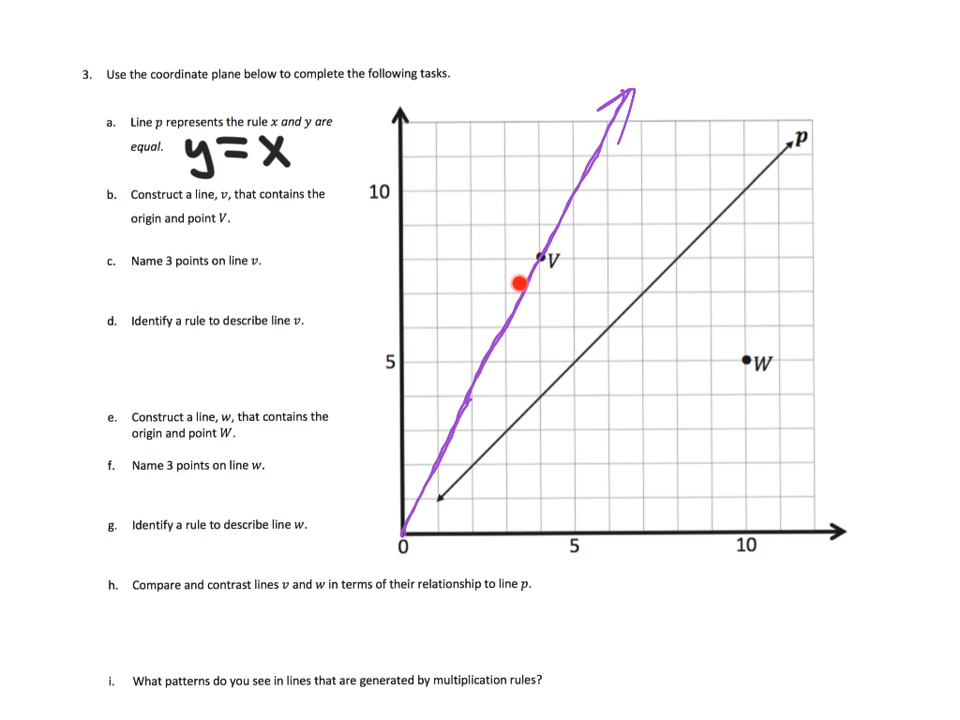 3. Use the coordinate plane below to complete the following tasks.
a. Line p represents the rule x and y are
equal.
y=x
b. Construct a line, v, that contains the
origin and point V.
c. Name 3 points on line v.
d. Identify a rule to describe line v.
e. Construct a line, w, that contains the
origin and point W.
f. Name 3 points on line w.
g. Identify a rule to describe line w.
p
10
V
5
W
0 5 10
h. Compare and contrast lines v and w in terms of their relationship to line p.
i. What patterns do you see in lines that are generated by multiplication rules?